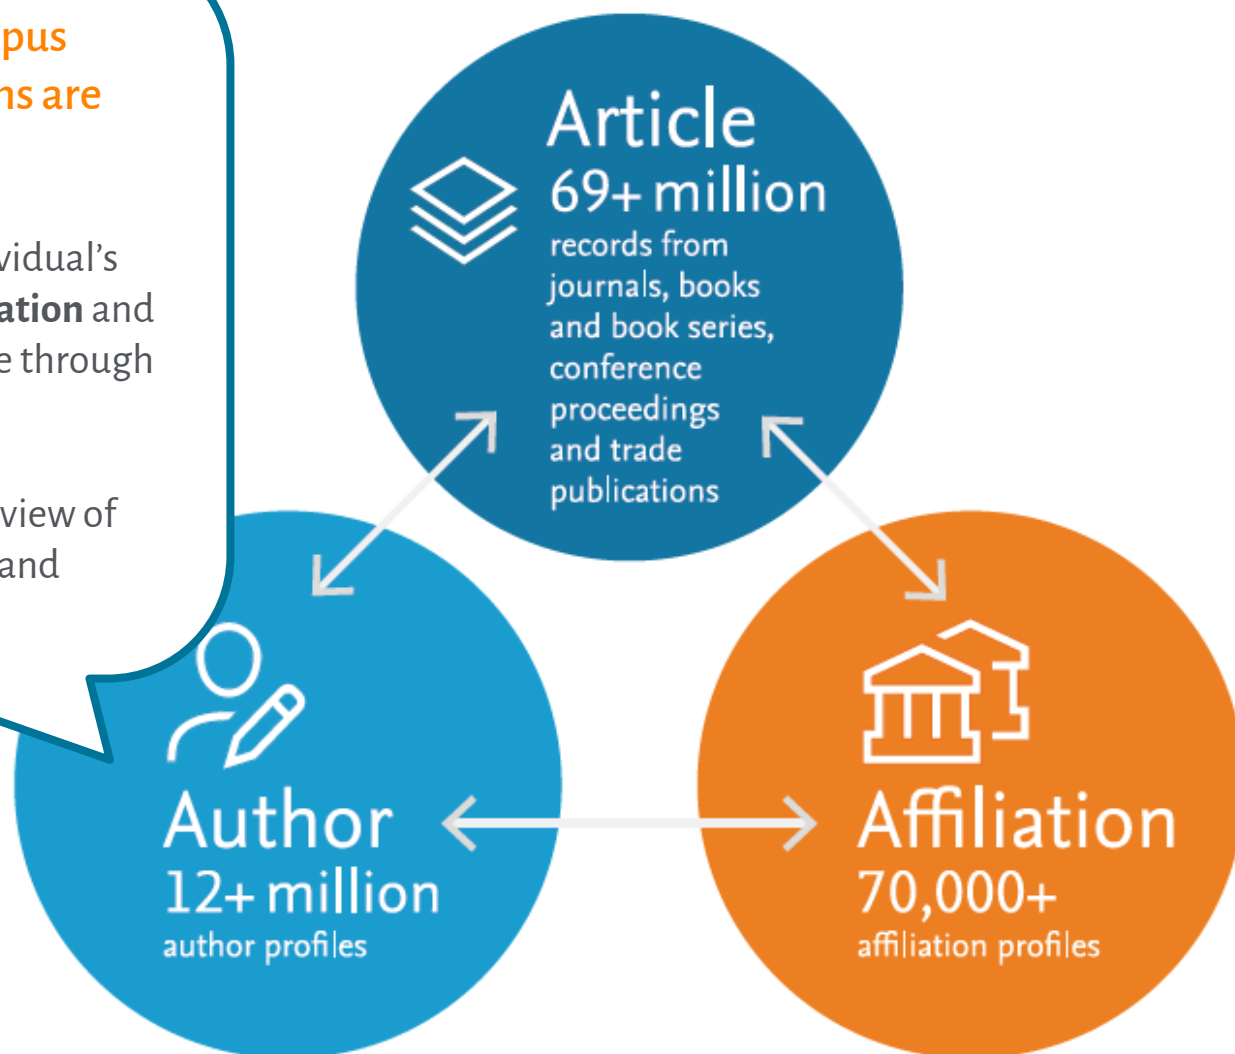 pus
ns are
vidual's
ation and
e through
view of
and
Article
69+ million
records from
journals, books
and book series,
conference
proceedings
and trade
publications
Author
12+ million
author profiles
Affiliation
70,000+
affiliation profiles